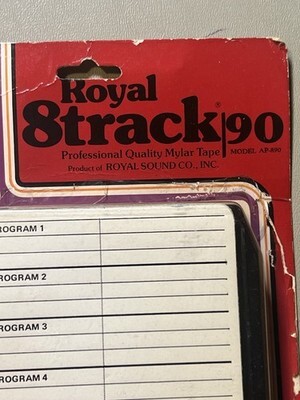 Royal
8track®90
Professional Quality Mylar Tape MODEL AP-890
Product of ROYAL SOUND CO., INC.
ROGRAM 1
ROGRAM 2
ROGRAM 3
ROGRAM 4